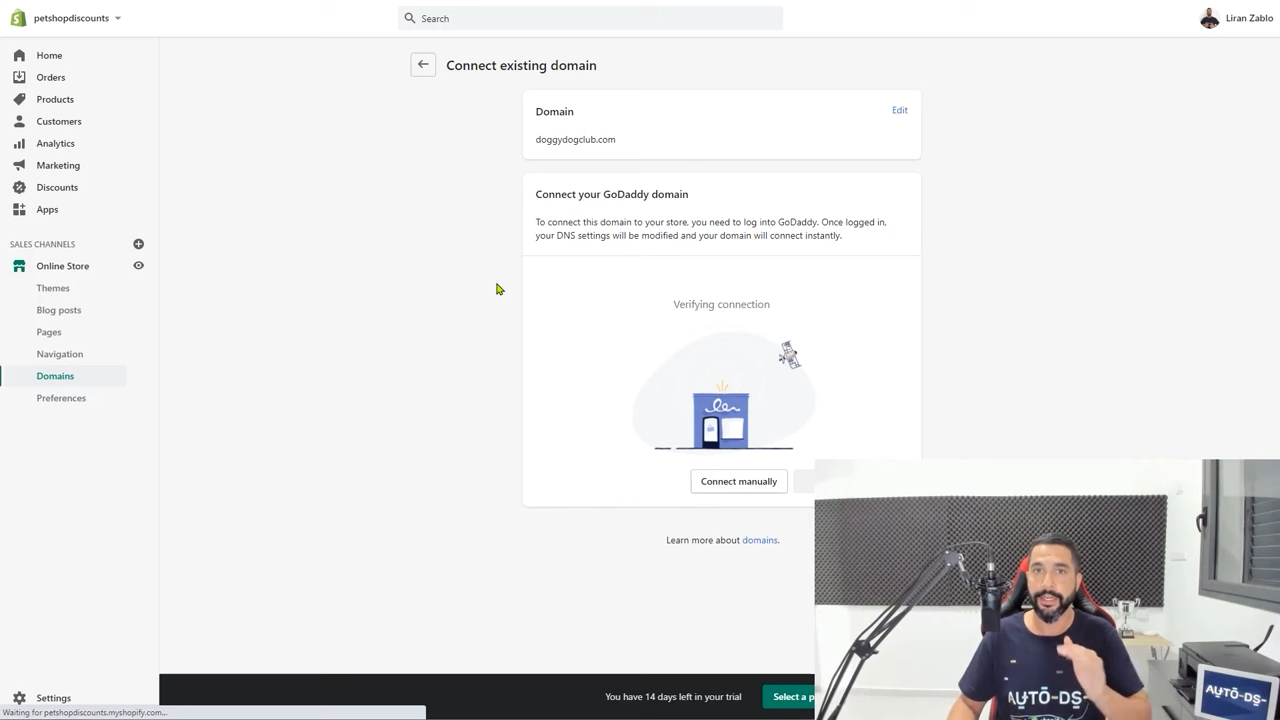 petshopdiscounts
Search
Liran Zablo
Home
Orders
Products
Customers
Analytics
Marketing
Discounts
Apps
SALES CHANNELS
Online Store
Themes
Blog posts
Pages
Navigation
Domains
Preferences
Settings
Connect existing domain
Domain
Edit
doggydogclub.com
Connect your GoDaddy domain
To connect this domain to your store, you need to log into GoDaddy. Once logged in,
your DNS settings will be modified and your domain will connect instantly.
Verifying connection
Connect manually
Learn more about domains.
You have 14 days left in your trial
Select a p
Waiting for petshopdiscounts.myshopify.com...
AUTO-DS
AUTO-DS